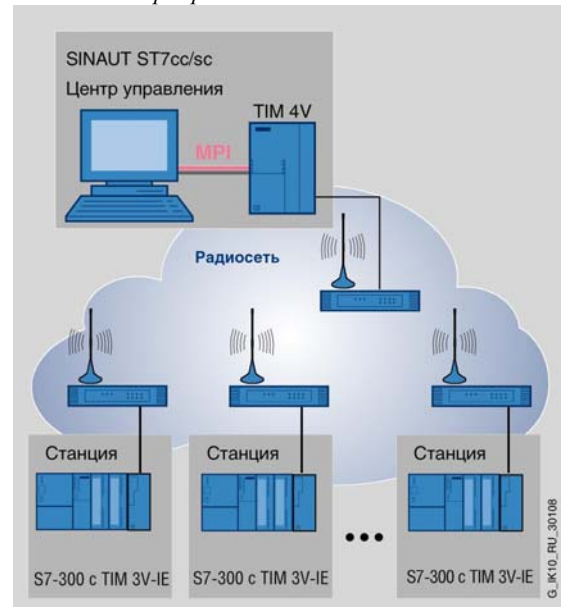 SINAUT ST7cc/sc
Центр управления
TIM 4V
MPI
Радиосеть
Станция
Станция
Станция
S7-300 с TIM 3V-IE
S7-300 с TIM 3V-IE
S7-300 с TIM 3V-IE
G_IK10_RU_30108